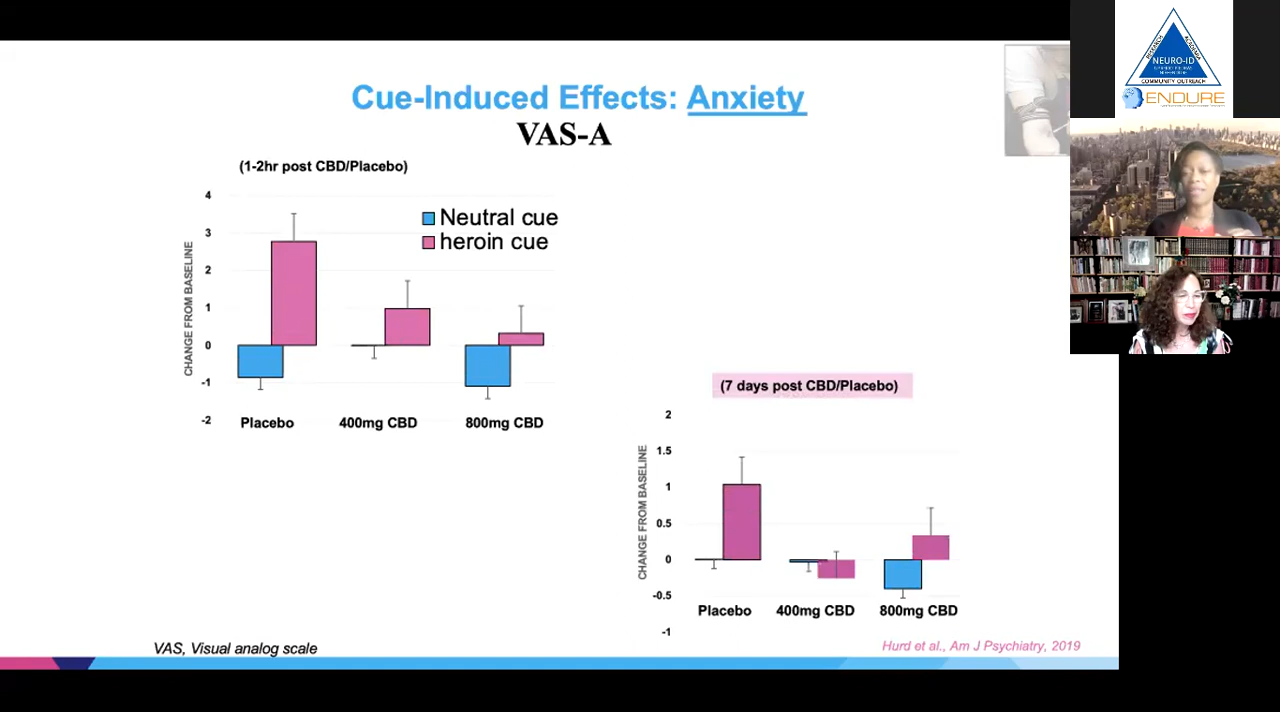 Cue-Induced Effects: Anxiety
VAS-A
(1-2hr post CBD/Placebo)
4
3
2
1
0
-1
-2
CHANGE FROM BASELINE
Neutral cue
heroin cue
Placebo
400mg CBD
800mg CBD
(7 days post CBD/Placebo)
2
1.5
1
0.5
0
-0.5
-1
CHANGE FROM BASELINE
Placebo
400mg CBD
800mg CBD
VAS, Visual analog scale
Hurd et al., Am J Psychiatry, 2019
RESEARCH
ACADEMIA
NEURO-ID
COMMUNITY OUTREACH
ENDURE